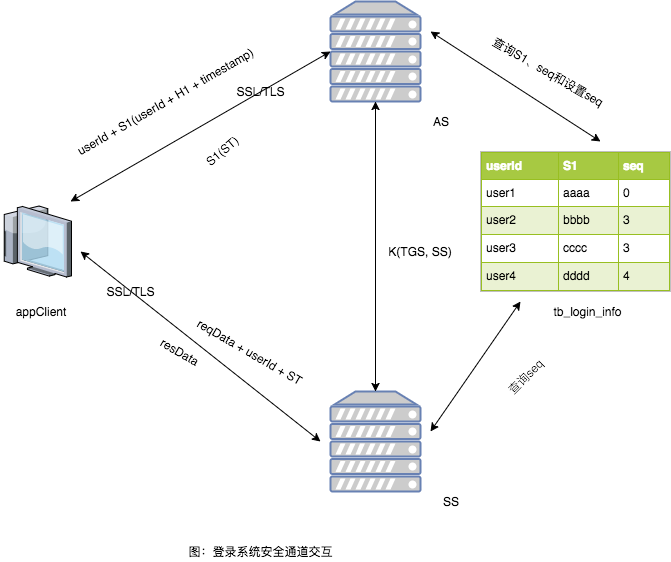 userId + S1(userId + H1 + timestamp)
SSL/TLS
S1(ST)
查询S1、seq和设置seq
AS
userId S1 seq
user1 aaaa 0
user2 bbbb 3
user3 cccc 3
user4 dddd 4
tb_login_info
K(TGS, SS)
appClient
SSL/TLS
reqData + userId + ST
resData
查询seq
SS
图：登录系统安全通道交互